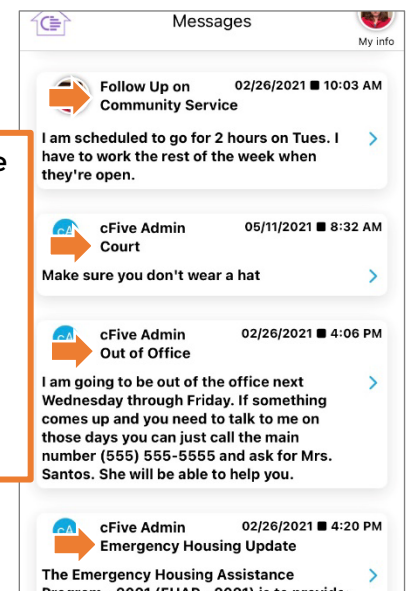 Messages
My info
Follow Up on 02/26/2021 ■ 10:03 AM
Community Service
I am scheduled to go for 2 hours on Tues. I
have to work the rest of the week when
they're open.
e
cA
cFive Admin 05/11/2021 ■ 8:32 AM
Court
Make sure you don't wear a hat
cFive Admin 02/26/2021 ■ 4:06 PM
Out of Office
I am going to be out of the office next
Wednesday through Friday. If something
comes up and you need to talk to me on
those days you can just call the main
number (555) 555-5555 and ask for Mrs.
Santos. She will be able to help you.
cFive Admin 02/26/2021 ■ 4:20 PM
Emergency Housing Update
The Emergency Housing Assistance